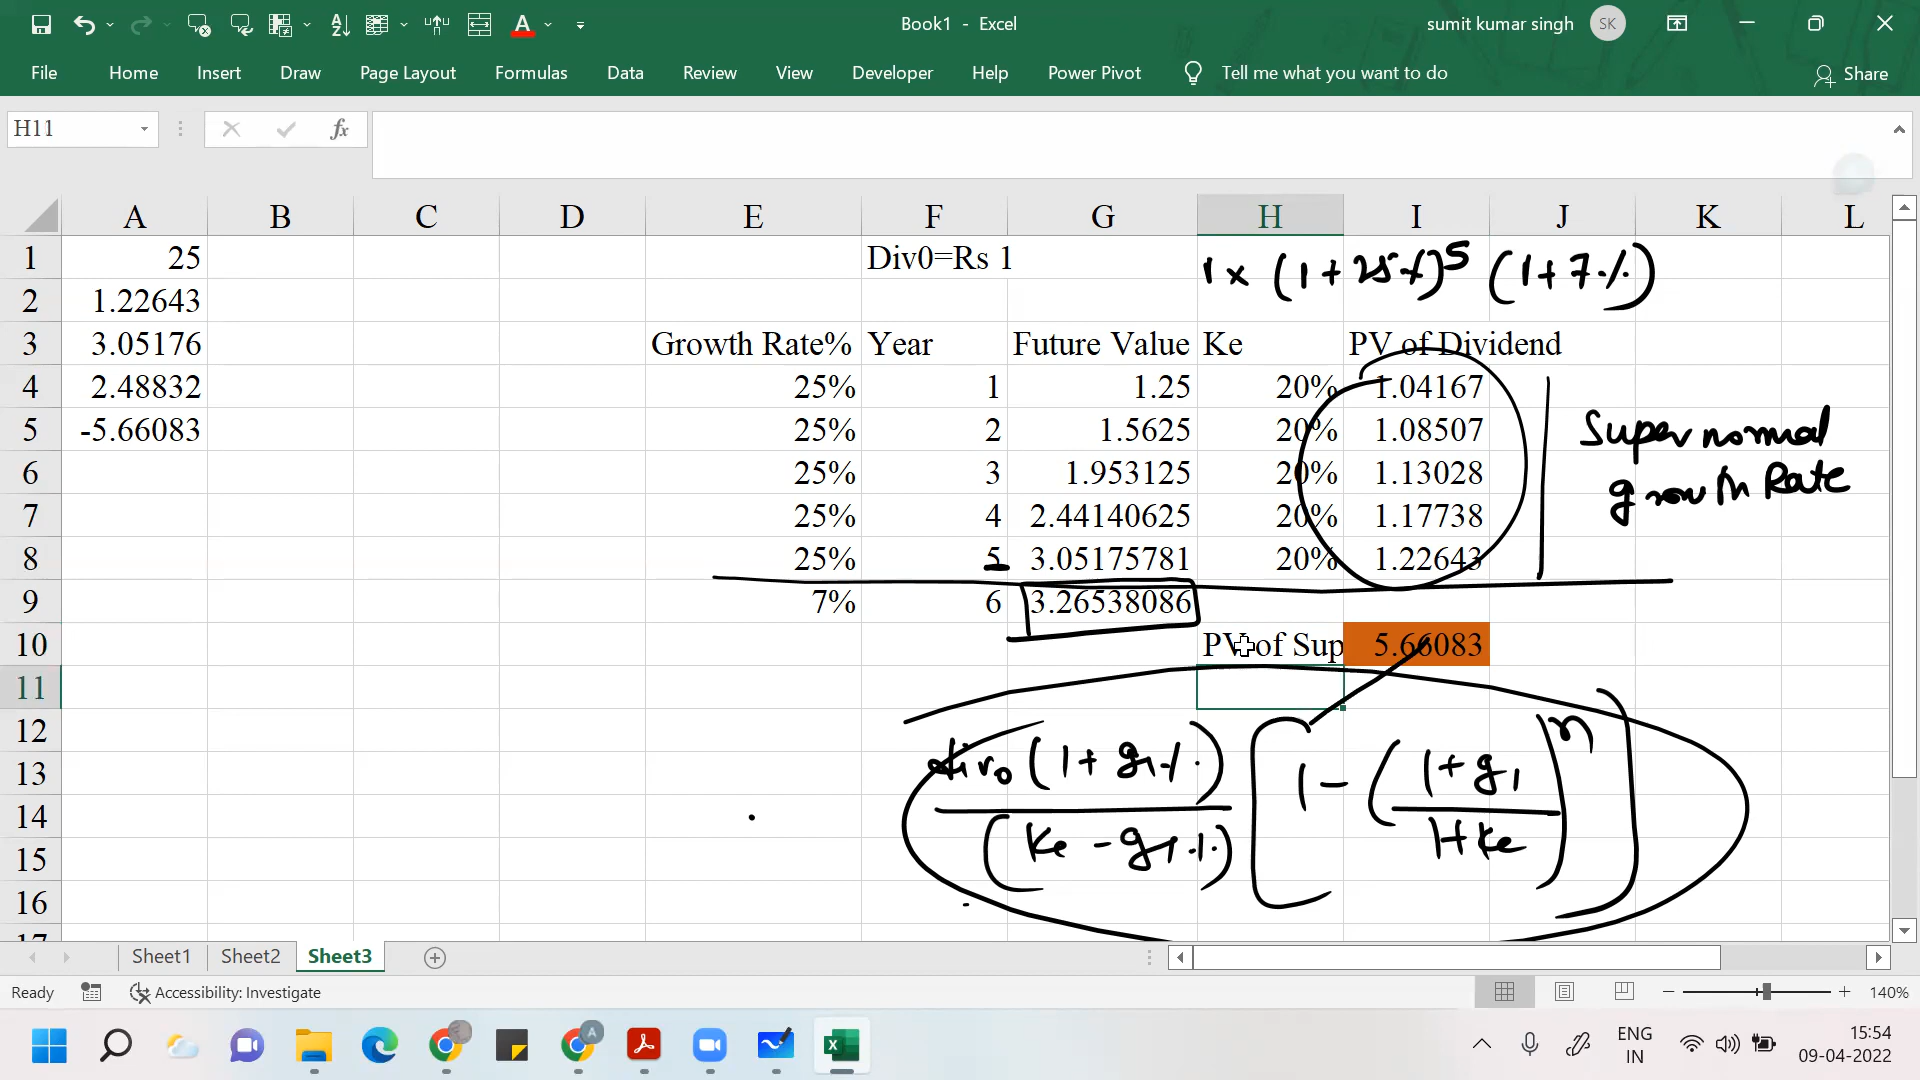 Book1 - Excel
sumit kumar singh SK
File Home Insert Draw Page Layout Formulas Data Review View Developer Help Power Pivot Tell me what you want to do Share
H11 fx
A B C D E F G H I J K L
1 25 Div0=Rs 1 1 x (1 + 25%)^5 (1 + 7%)
2 1.22643
3 3.05176 Growth Rate% Year Future Value Ke PV of Dividend
4 2.48832 25% 1 1.25 20% 1.04167
5 -5.66083 25% 2 1.5625 20% 1.08507 Super normal
6 25% 3 1.953125 20% 1.13028 growth Rate
7 25% 4 2.44140625 20% 1.17738
8 25% 5 3.05175781 20% 1.22643
9 7% 6 3.26538086
10 PV of Sup 5.66083
11
12
13 div0 (1 + g1%) [1 - (1 + g1)^n]
14
15 (Ke - g1%) 1 + Ke
16
17
Sheet1 Sheet2 Sheet3
Ready Accessibility: Investigate 140%
ENG
IN
15:54
09-04-2022